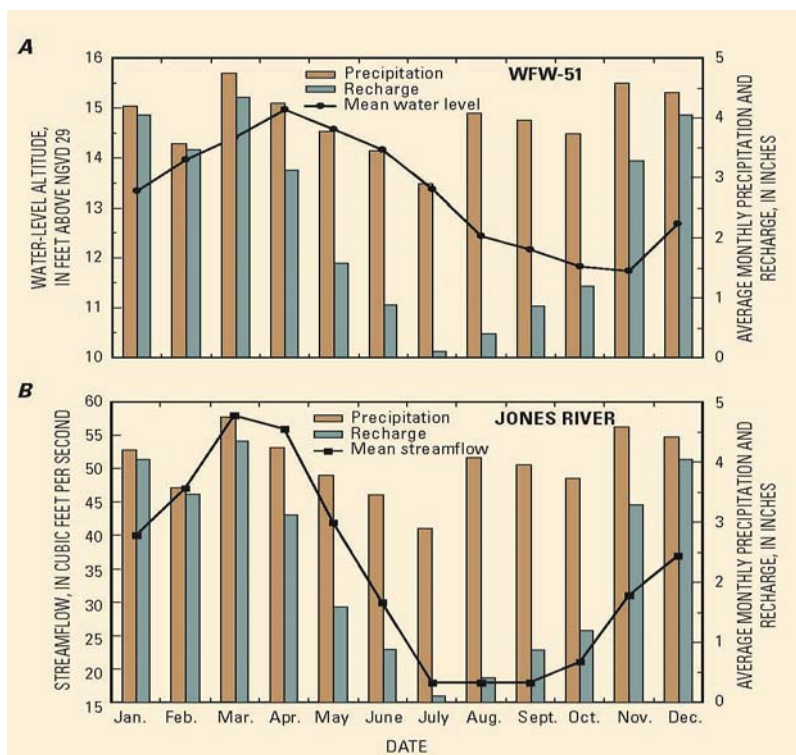 A
WFW-51
Precipitation
Recharge
Mean water level
WATER-LEVEL ALTITUDE,
IN FEET ABOVE NGVD 29
16
15
14
13
12
11
10
AVERAGE MONTHLY PRECIPITATION AND
RECHARGE, IN INCHES
5
4
3
2
1
0
B
JONES RIVER
Precipitation
Recharge
Mean streamflow
STREAMFLOW, IN CUBIC FEET PER SECOND
60
55
50
45
40
35
30
25
20
15
AVERAGE MONTHLY PRECIPITATION AND
RECHARGE, IN INCHES
5
4
3
2
1
0
Jan. Feb. Mar. Apr. May June July Aug. Sept. Oct. Nov. Dec.
DATE